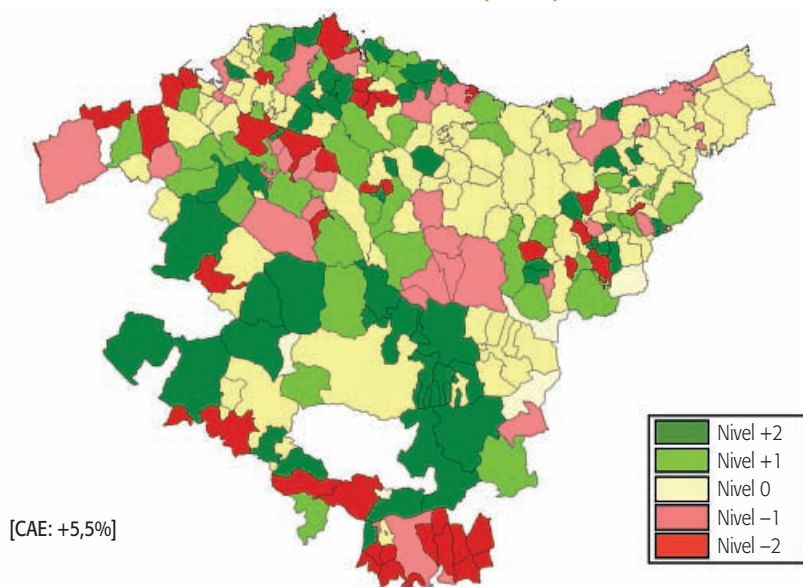 Nivel +2
Nivel +1
Nivel 0
Nivel –1
Nivel –2
[CAE: +5,5%]